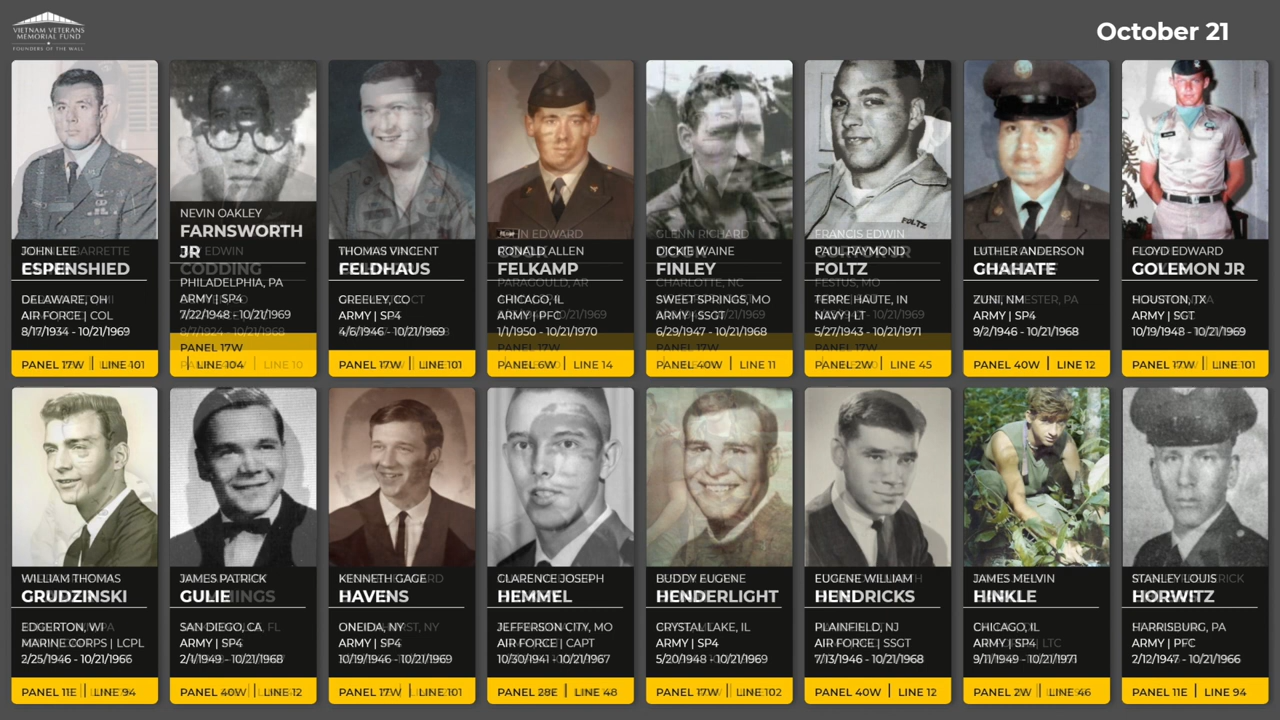 VIETNAM VETERANS
MEMORIAL FUND
FOUNDERS OF THE WALL
October 21
JOHN LEE
ESPENSHIED
DELAWARE, OH
AIR FORCE | COL
8/17/1934 - 10/21/1969
PANEL 17W | LINE 101
NEVIN OAKLEY
FARNSWORTH
JR
PHILADELPHIA, PA
ARMY | SP4
7/22/1948 - 10/21/1969
PANEL 17W
| LINE 104
THOMAS VINCENT
FELDHAUS
GREELEY, CO
ARMY | SP4
4/6/1946 - 10/21/1969
PANEL 17W | LINE 101
RONALD ALLEN
FELKAMP
CHICAGO, IL
ARMY | PFC
1/1/1950 - 10/21/1970
PANEL 6W | LINE 14
DICKIE WAINE
FINLEY
SWEET SPRINGS, MO
ARMY | SSGT
6/29/1947 - 10/21/1968
PANEL 40W | LINE 11
PAUL RAYMOND
FOLTZ
TERRE HAUTE, IN
NAVY | LT
5/27/1943 - 10/21/1971
PANEL 2W | LINE 45
LUTHER ANDERSON
GHAHATE
ZUNI, NM
ARMY | SP4
9/2/1946 - 10/21/1968
PANEL 40W | LINE 12
FLOYD EDWARD
GOLEMON JR
HOUSTON, TX
ARMY | SGT
10/19/1948 - 10/21/1969
PANEL 17W | LINE 101
WILLIAM THOMAS
GRUDZINSKI
EDGERTON, WI
MARINE CORPS | LCPL
2/25/1946 - 10/21/1966
PANEL 11E | LINE 94
JAMES PATRICK
GULIE
SAN DIEGO, CA
ARMY | SP4
2/1/1949 - 10/21/1968
PANEL 40W | LINE 12
KENNETH GAGE
HAVENS
ONEIDA, NY
ARMY | SP4
10/19/1946 - 10/21/1969
PANEL 17W | LINE 101
CLARENCE JOSEPH
HEMMEL
JEFFERSON CITY, MO
AIR FORCE | CAPT
10/30/1941 - 10/21/1967
PANEL 28E | LINE 48
BUDDY EUGENE
HENDERLIGHT
CRYSTAL LAKE, IL
ARMY | SP4
5/20/1948 - 10/21/1969
PANEL 17W | LINE 102
EUGENE WILLIAM
HENDRICKS
PLAINFIELD, NJ
AIR FORCE | SSGT
7/13/1946 - 10/21/1968
PANEL 40W | LINE 12
JAMES MELVIN
HINKLE
CHICAGO, IL
ARMY | SP4
9/11/1949 - 10/21/1971
PANEL 2W | LINE 46
STANLEY LOUIS
HORWITZ
HARRISBURG, PA
ARMY | PFC
2/12/1947 - 10/21/1966
PANEL 11E | LINE 94